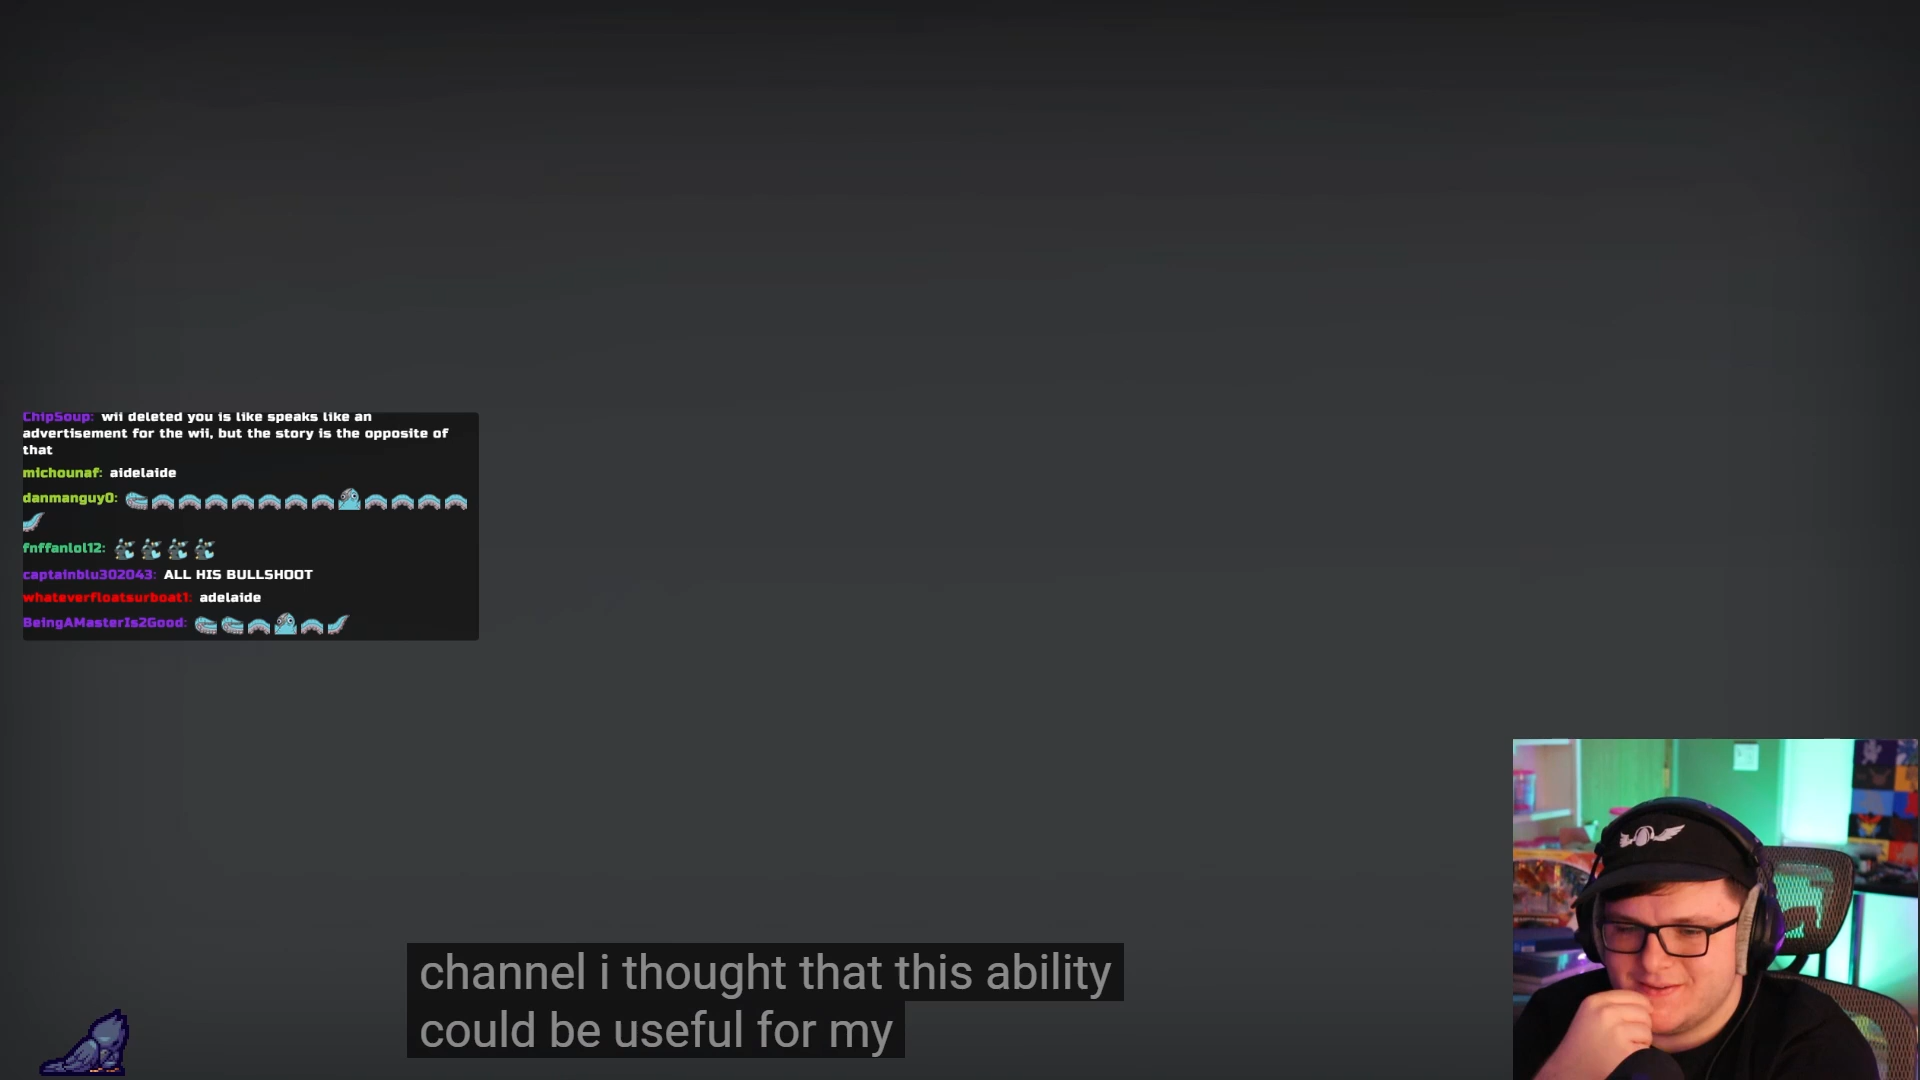 ChipSoup: wii deleted you is like speaks like an
advertisement for the wii, but the story is the opposite of
that
michounaf: aidelaide
danmanguy0:
fnffanlol12:
captainblu302043: ALL HIS BULLSHOOT
whateverfloatsurboat1: adelaide
BeingAMasterIs2Good:
channel i thought that this ability
could be useful for my